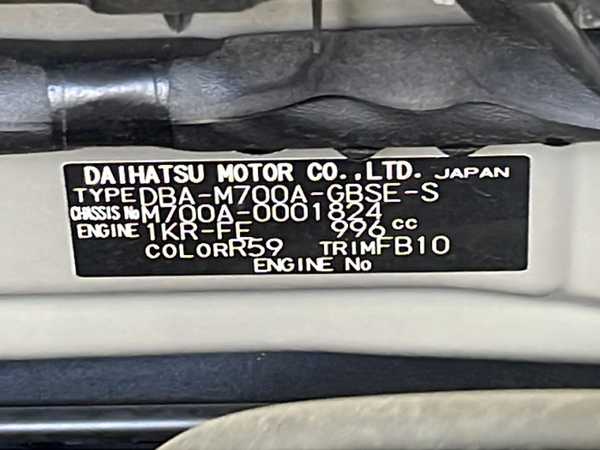 DAIHATSU MOTOR CO.,LTD. JAPAN
TYPE DBA-M700A-GBSE-S
CHASSIS No M700A-0001824
ENGINE 1KR-FE 996 cc
COLOR R59 TRIM FB10
ENGINE No